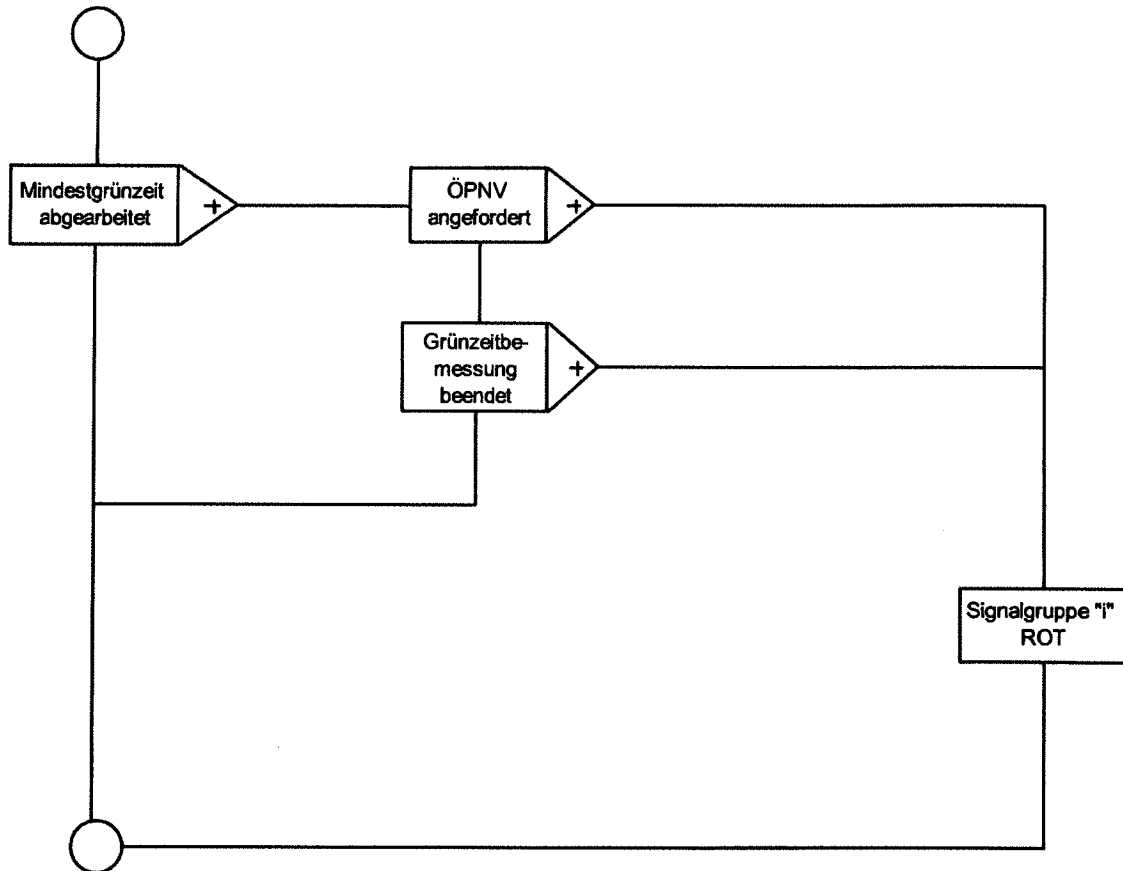 Mindestgrünzeit
abgearbeitet
+
ÖPNV
angefordert
+
Grünzeitbe-
messung
beendet
+
Signalgruppe "i"
ROT